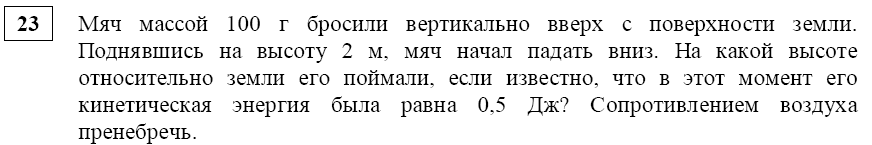 23 Мяч массой 100 г бросили вертикально вверх с поверхности земли.
Поднявшись на высоту 2 м, мяч начал падать вниз. На какой высоте
относительно земли его поймали, если известно, что в этот момент его
кинетическая энергия была равна 0,5 Дж? Сопротивлением воздуха
пренебречь.